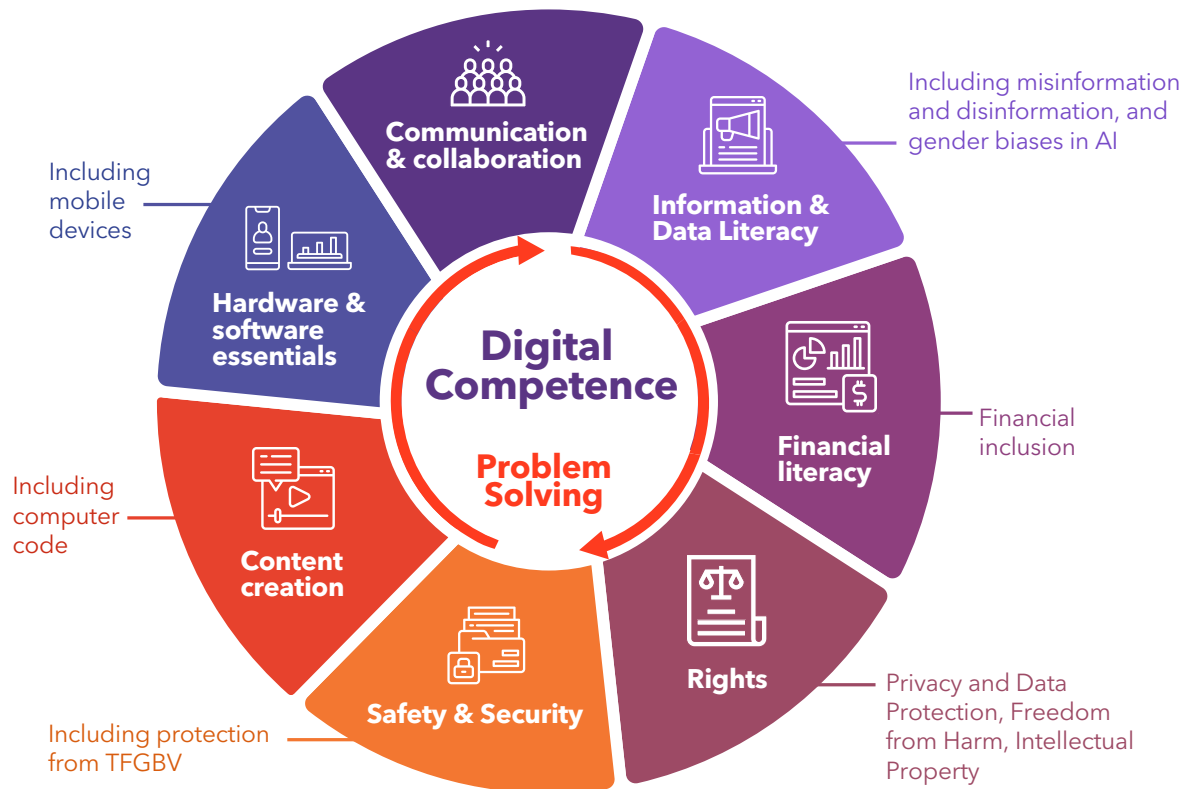 Communication
& collaboration
Including misinformation
and disinformation, and
gender biases in AI
Information &
Data Literacy
Including
mobile
devices
Hardware &
software
essentials
Digital
Competence
Problem
Solving
$
Financial
literacy
Financial
inclusion
Including
computer
code
Content
creation
Rights
Privacy and Data
Protection, Freedom
from Harm, Intellectual
Property
Safety & Security
Including protection
from TFGBV